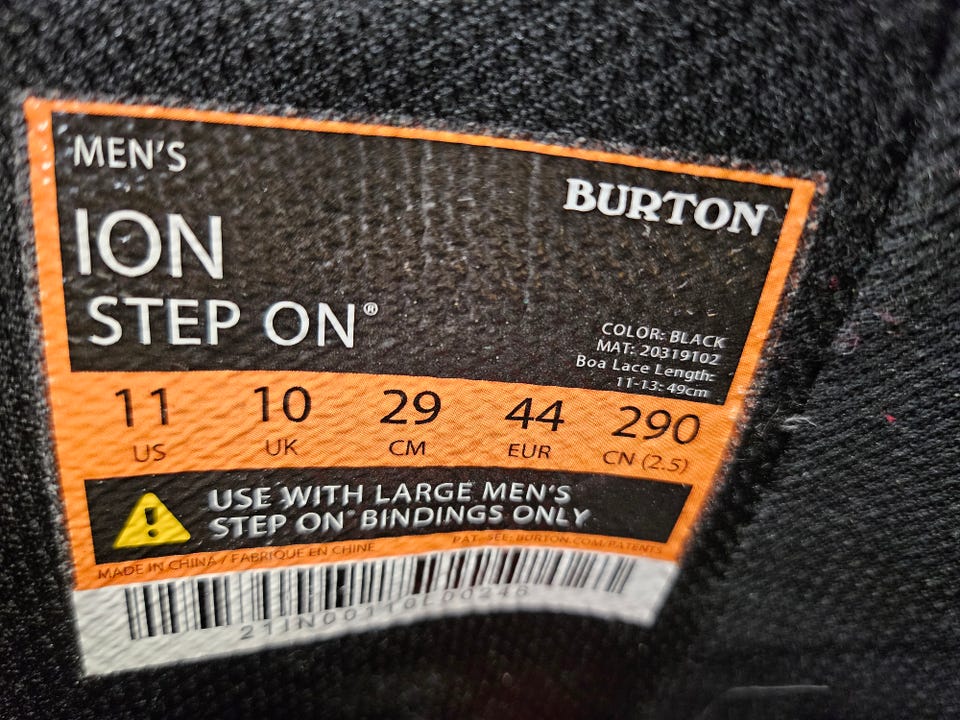 MEN'S
BURTON
ION
STEP ON®
COLOR: BLACK
MAT: 20319102
Boa Lace Length:
11-13: 49cm
11 10 29 44 290
US UK CM EUR CN (2.5)
! USE WITH LARGE MEN'S
STEP ON® BINDINGS ONLY
MADE IN CHINA / FABRIQUÉ EN CHINE PAT. SEE: BURTON.COM/PATENTS